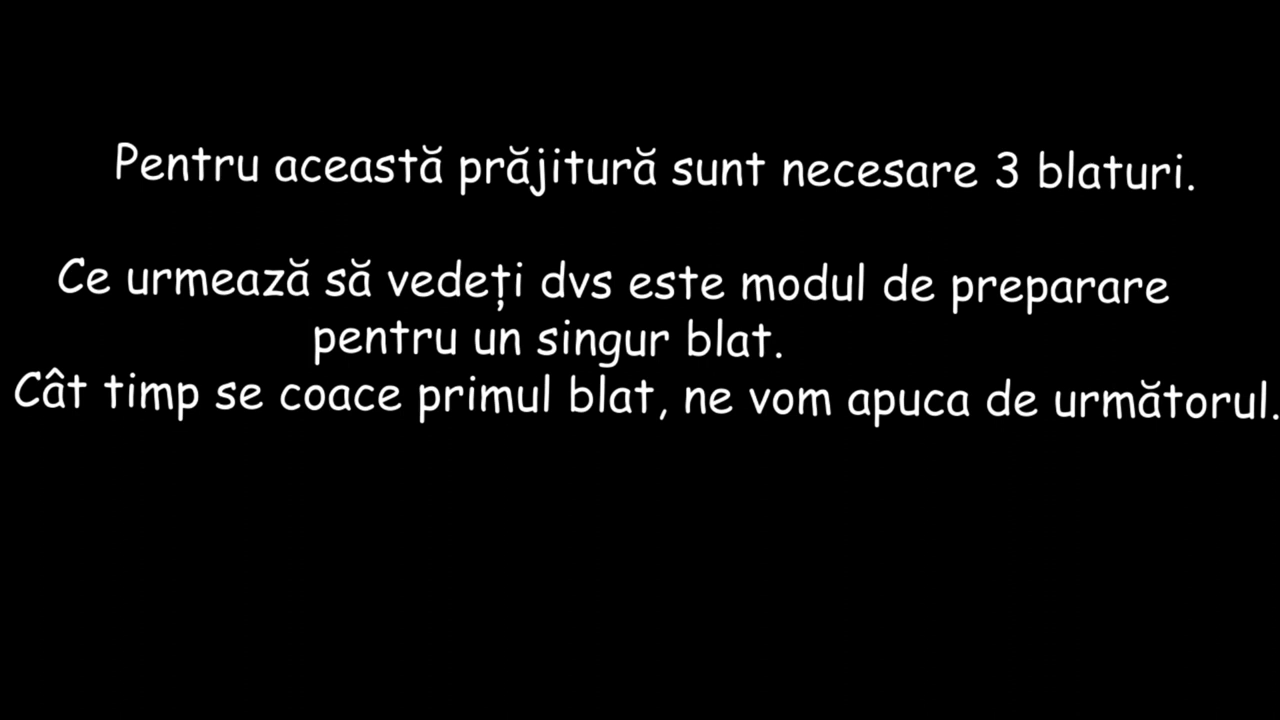 Pentru această prăjitură sunt necesare 3 blaturi.
Ce urmează să vedeți dvs este modul de preparare
pentru un singur blat.
Cât timp se coace primul blat, ne vom apuca de următorul.